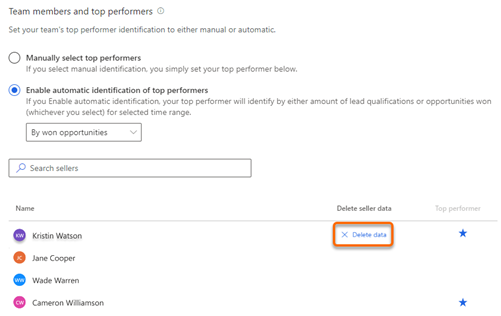 Team members and top performers
Set your team's top performer identification to either manual or automatic.
Manually select top performers
If you select manual identification, you simply set your top performer below.
Enable automatic identification of top performers
If you Enable automatic identification, your top performer will identify by either amount of lead qualifications or opportunities won
(whichever you select) for selected time range.
By won opportunities
Search sellers
Name Delete seller data Top performer
KW Kristin Watson Delete data
JC Jane Cooper
WW Wade Warren
CW Cameron Williamson